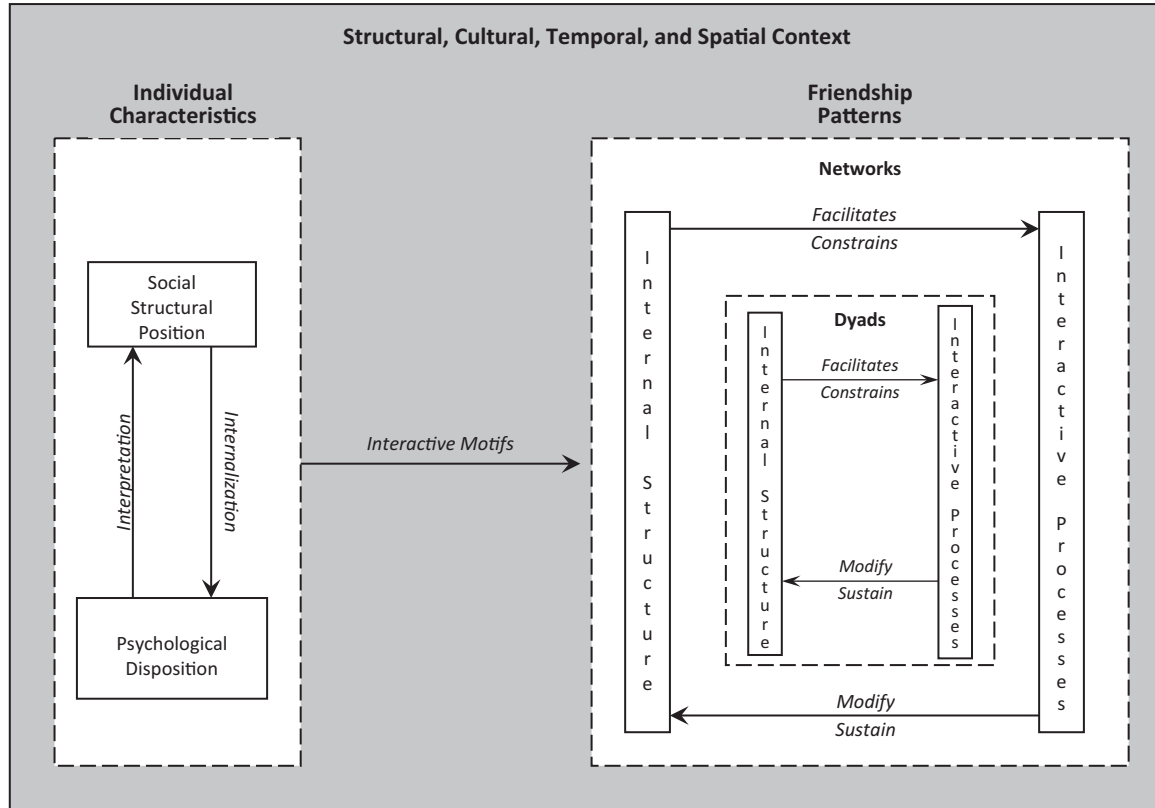 Structural, Cultural, Temporal, and Spatial Context
Individual
Characteristics
Social
Structural
Position
Interpretation
Internalization
Psychological
Disposition
Interactive Motifs
Friendship
Patterns
Networks
Internal Structure
Facilitates
Constrains
Interactive Processes
Dyads
Internal Structure
Facilitates
Constrains
Interactive Processes
Modify
Sustain
Modify
Sustain